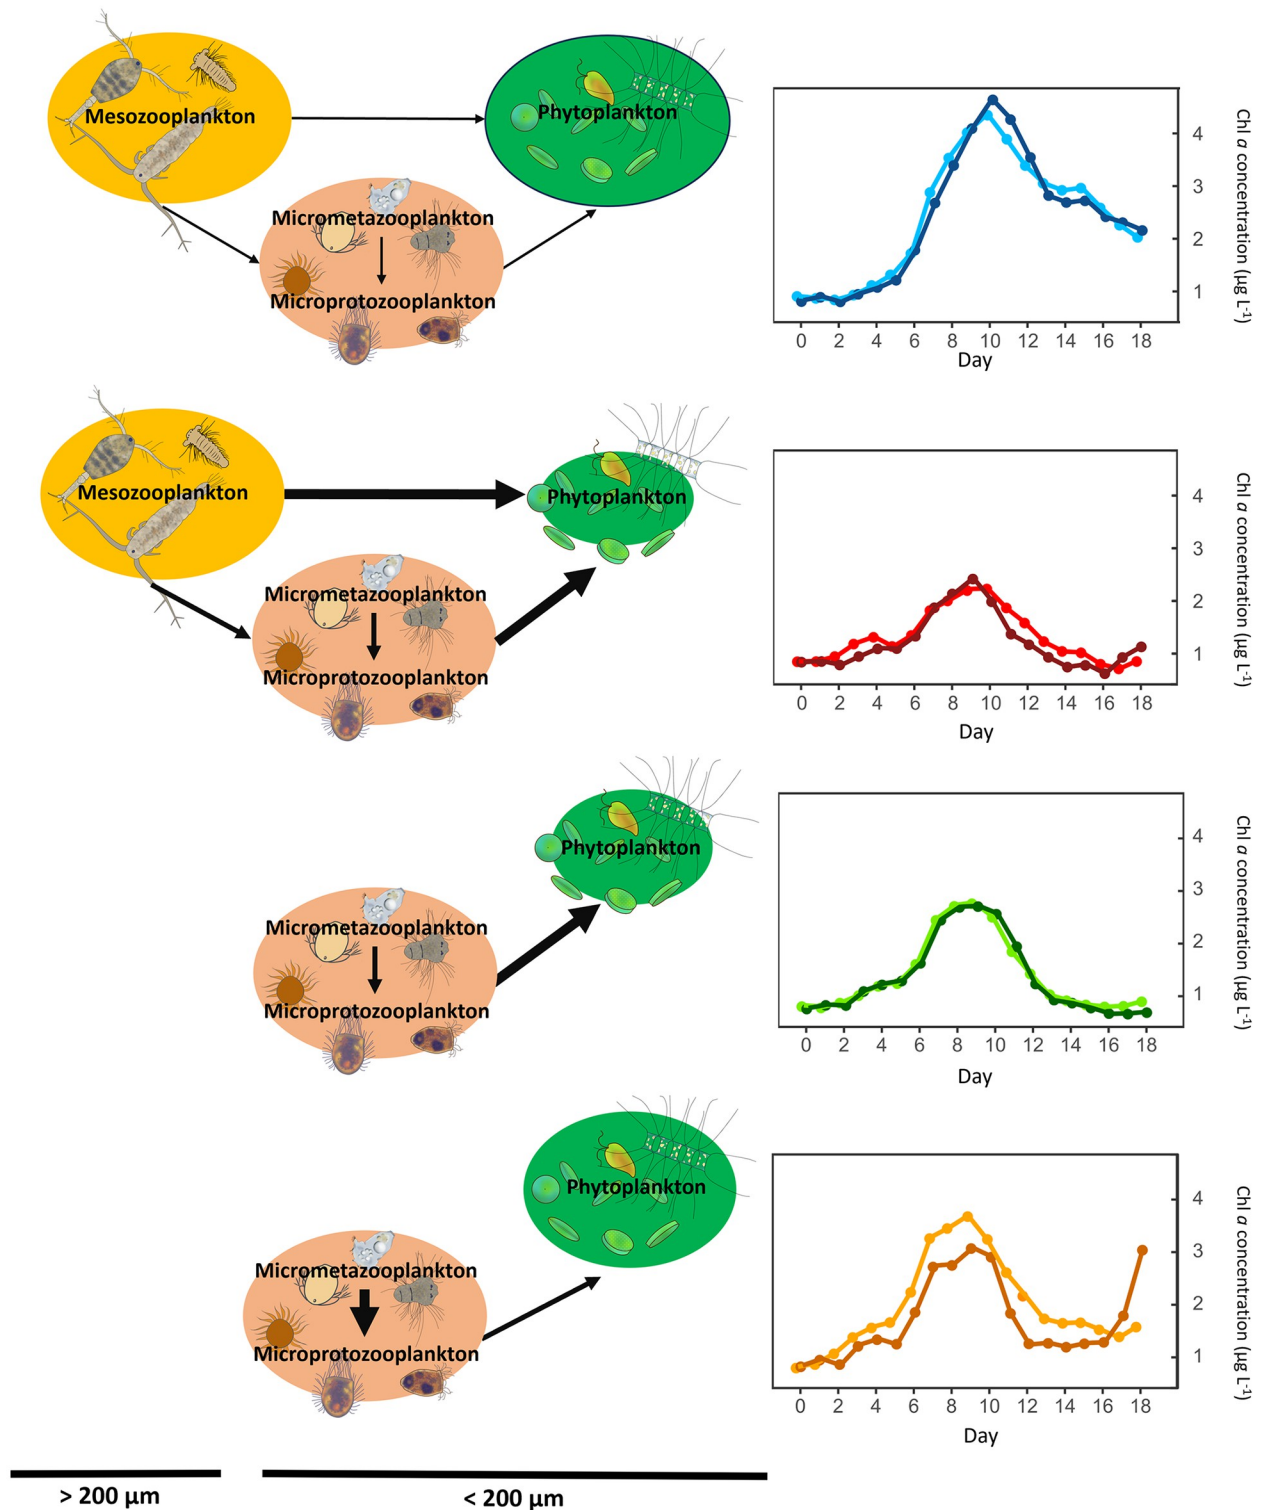 Mesozooplankton
Phytoplankton
Micrometazooplankton
Microprotozooplankton
4
3
2
1
Chl a concentration (µg L-1)
0 2 4 6 8 10 12 14 16 18
Day
Mesozooplankton
Phytoplankton
Micrometazooplankton
Microprotozooplankton
4
3
2
1
Chl a concentration (µg L-1)
0 2 4 6 8 10 12 14 16 18
Day
Phytoplankton
Micrometazooplankton
Microprotozooplankton
4
3
2
1
Chl a concentration (µg L-1)
0 2 4 6 8 10 12 14 16 18
Day
Phytoplankton
Micrometazooplankton
Microprotozooplankton
4
3
2
1
Chl a concentration (µg L-1)
0 2 4 6 8 10 12 14 16 18
Day
> 200 µm
< 200 µm